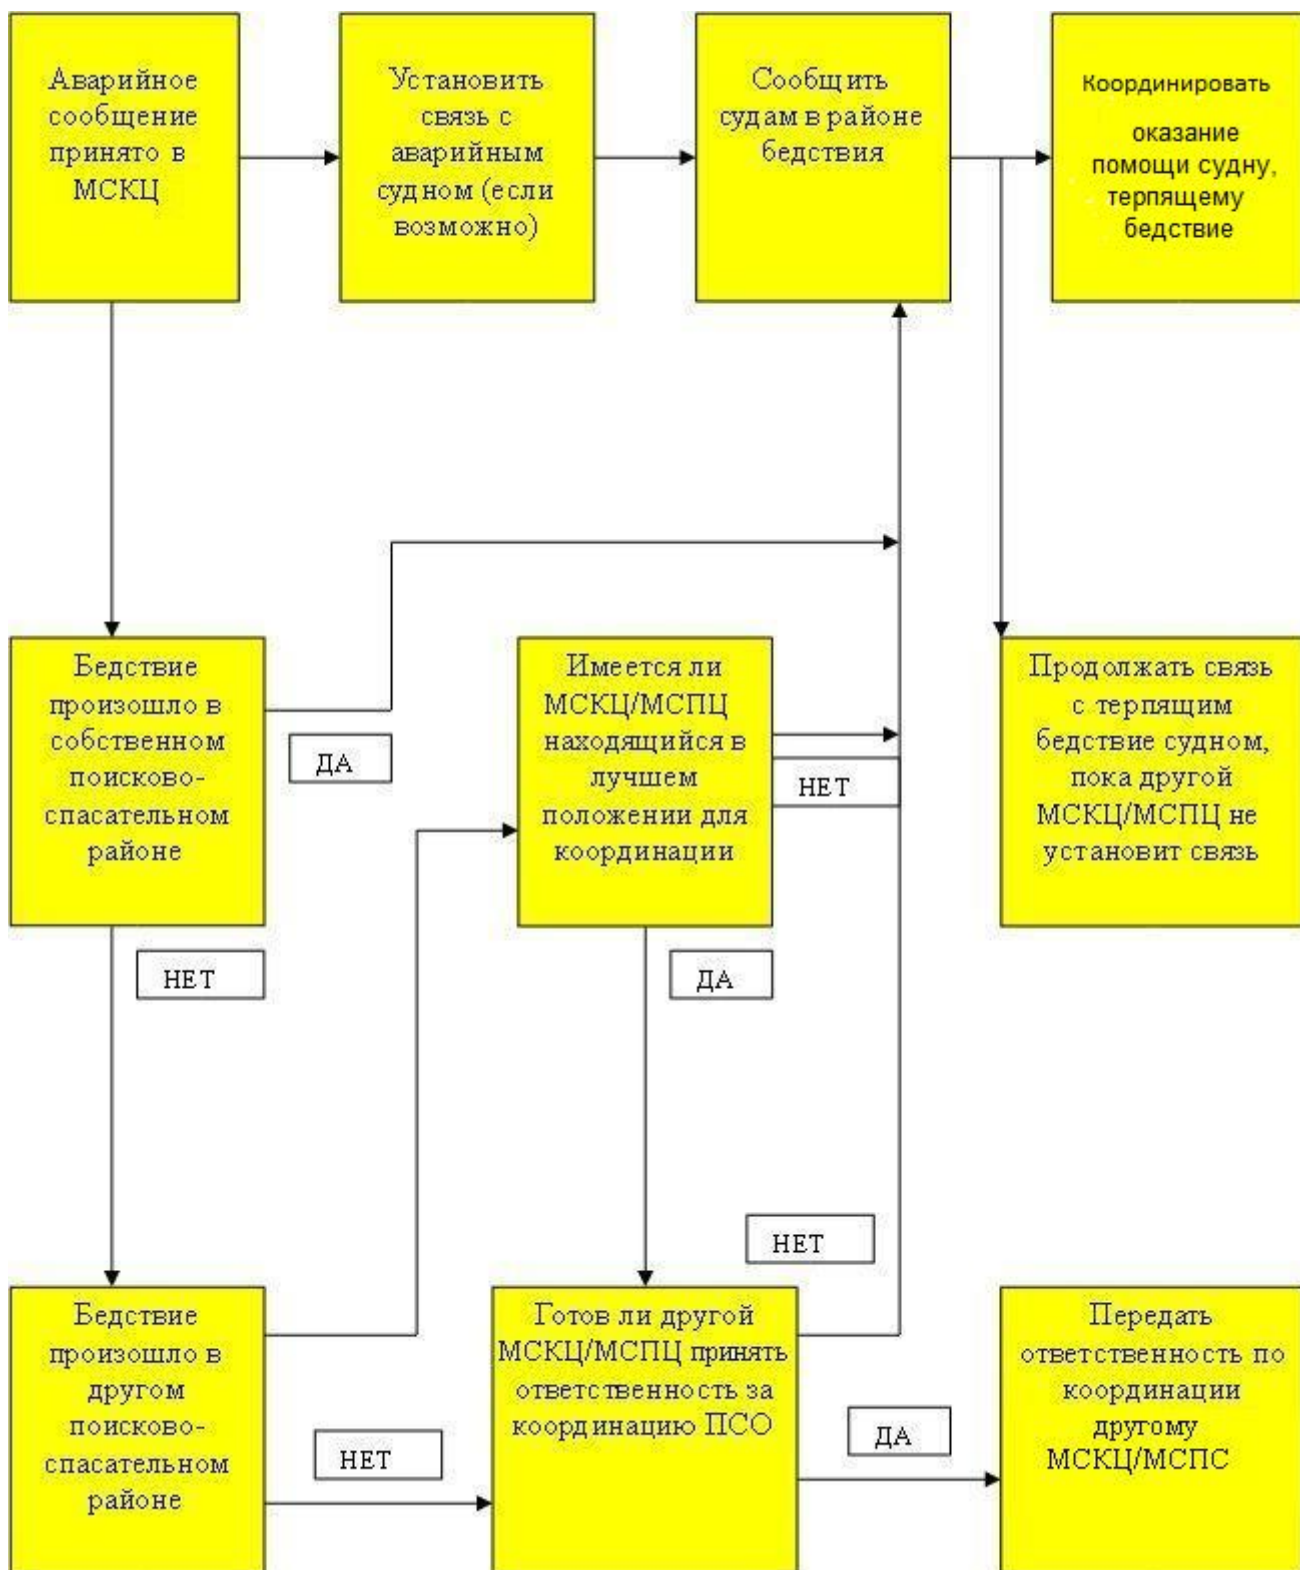 Аварийное
сообщение
принято в
МСКЦ
Установить
связь с
аварийным
судном (если
возможно)
Сообщить
судам в районе
бедствия
Координировать
оказание
помощи судну,
терпящему
бедствие
Бедствие
произошло в
собственном
поисково-
спасательном
районе
ДА
Имеется ли
МСКЦ/МСПЦ
находящийся в
лучшем
положении для
координации
НЕТ
Продолжать связь
с терпящим
бедствие судном,
пока другой
МСКЦ/МСПЦ не
установит связь
НЕТ
ДА
НЕТ
Бедствие
произошло в
другом
поисково-
спасательном
районе
НЕТ
Готов ли другой
МСКЦ/МСПЦ принять
ответственность за
координацию ПСО
ДА
Передать
ответственность по
координации
другому
МСКЦ/МСПС